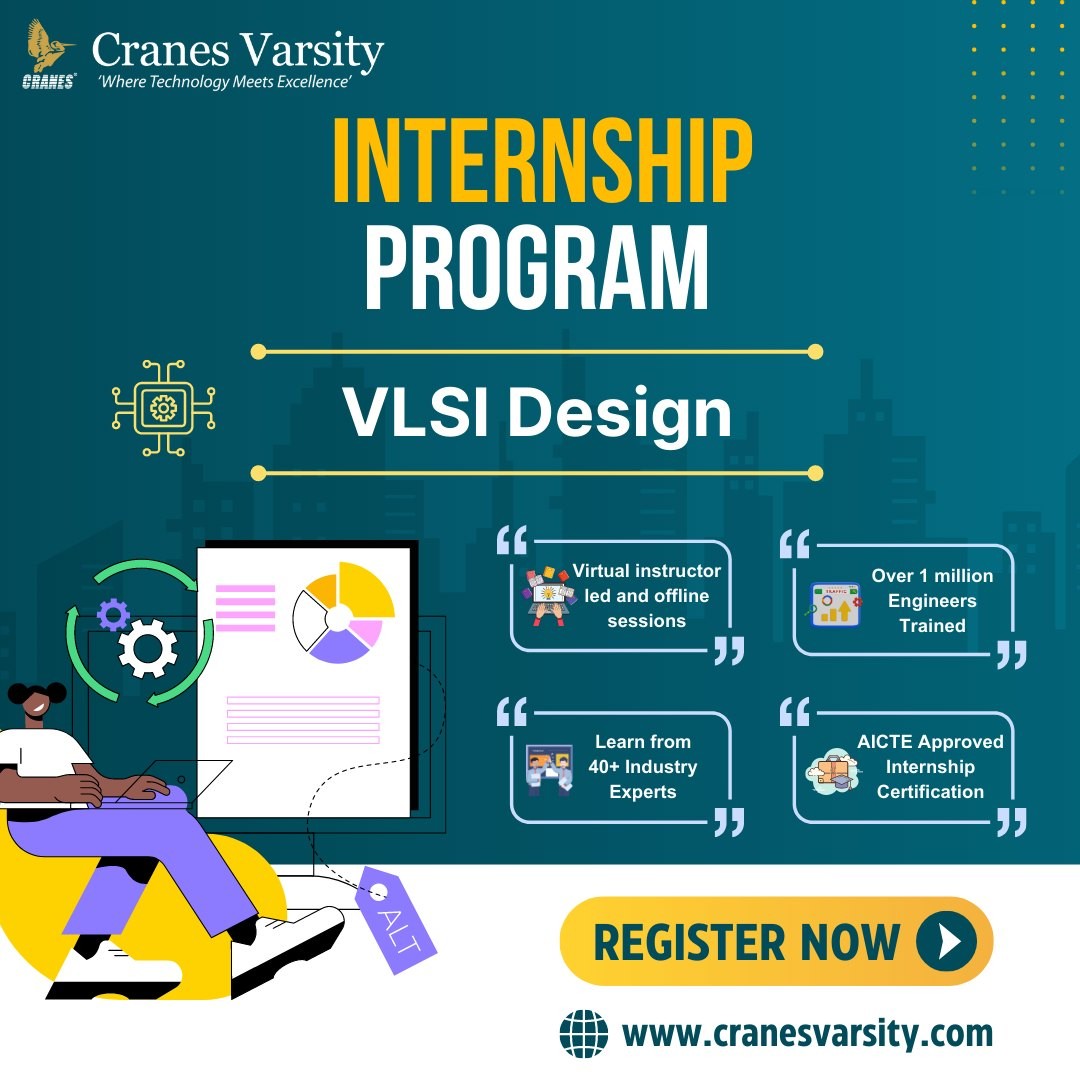 CRANES
Cranes Varsity
'Where Technology Meets Excellence'
INTERNSHIP
PROGRAM
VLSI Design
Virtual instructor
led and offline
sessions
TRAFFIC
Over 1 million
Engineers
Trained
Learn from
40+ Industry
Experts
AICTE Approved
Internship
Certification
ALT
REGISTER NOW
www.cranesvarsity.com